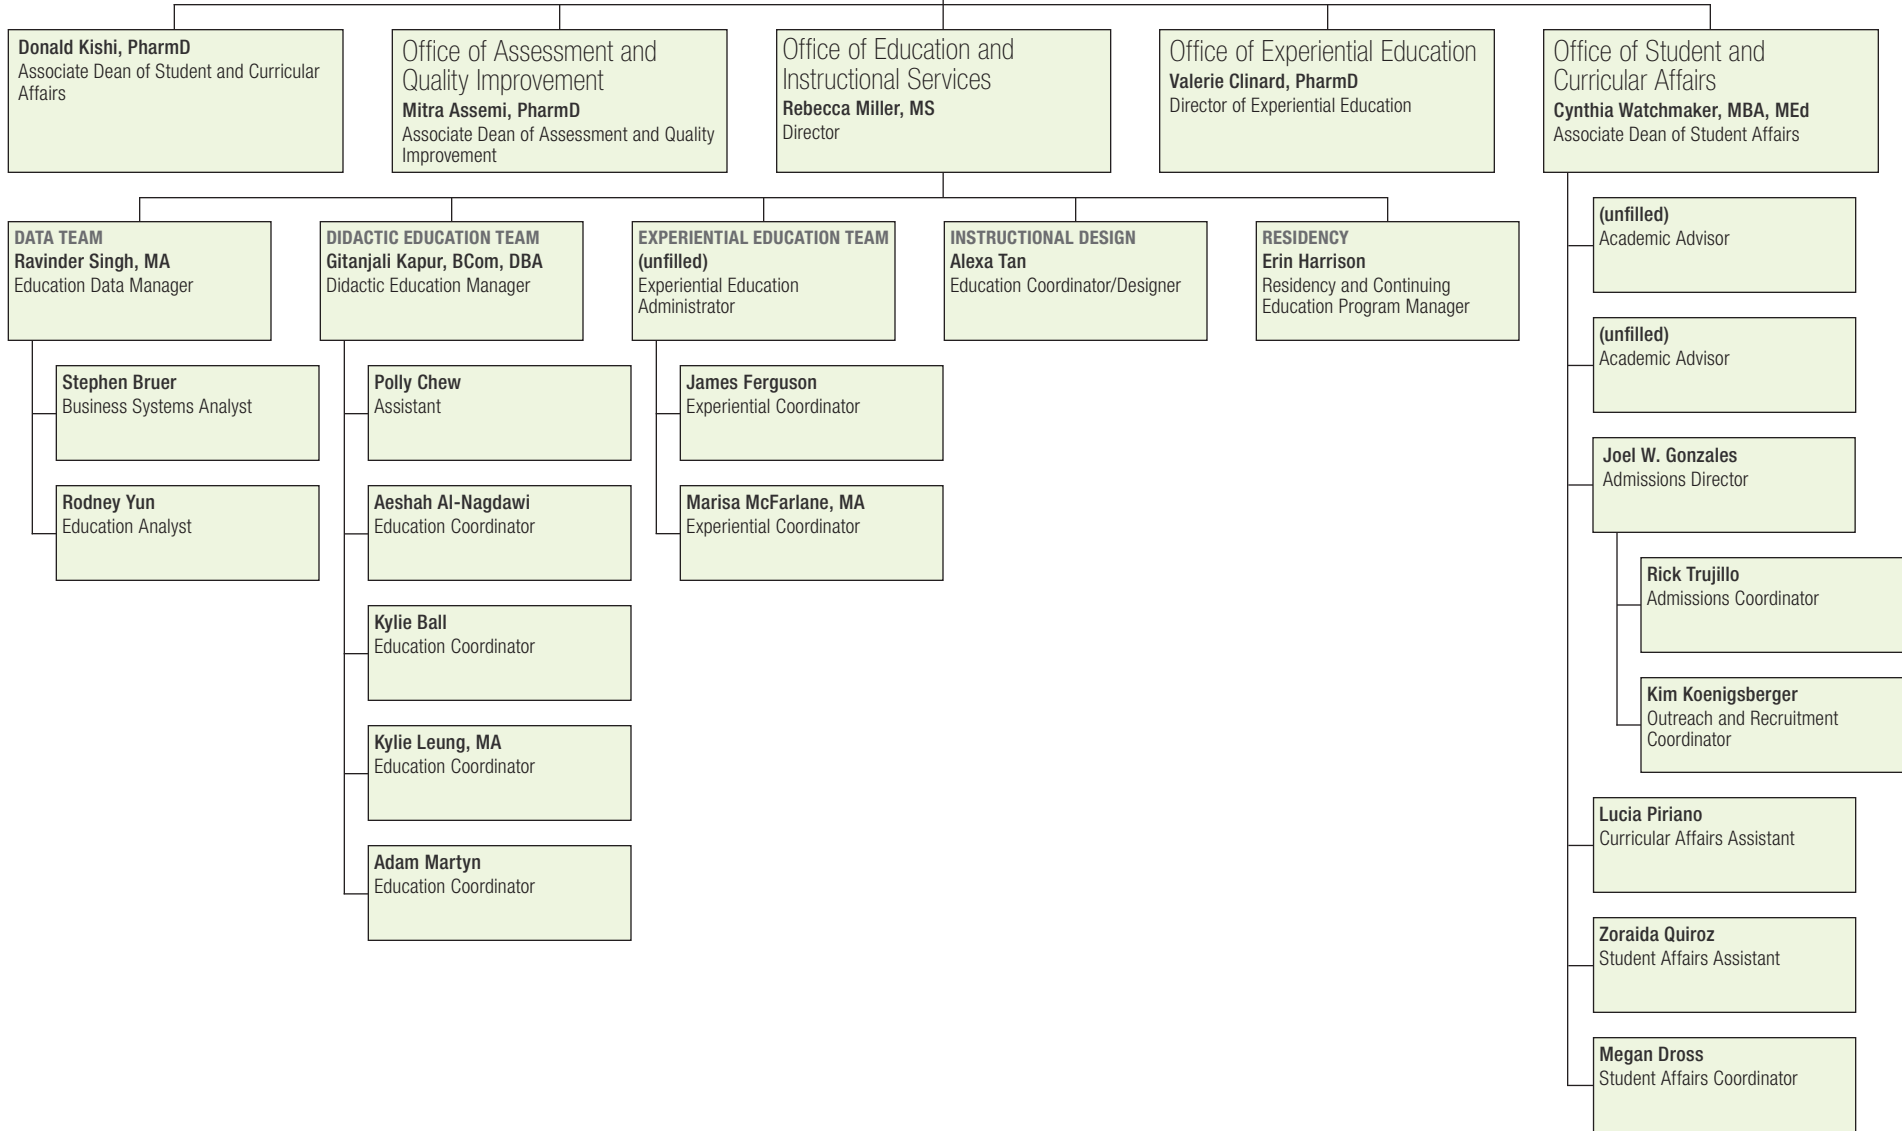 Donald Kishi, PharmD
Associate Dean of Student and Curricular
Affairs
Office of Assessment and
Quality Improvement
Mitra Assemi, PharmD
Associate Dean of Assessment and Quality
Improvement
Office of Education and
Instructional Services
Rebecca Miller, MS
Director
Office of Experiential Education
Valerie Clinard, PharmD
Director of Experiential Education
Office of Student and
Curricular Affairs
Cynthia Watchmaker, MBA, MEd
Associate Dean of Student Affairs
DATA TEAM
Ravinder Singh, MA
Education Data Manager
Stephen Bruer
Business Systems Analyst
Rodney Yun
Education Analyst
DIDACTIC EDUCATION TEAM
Gitanjali Kapur, BCom, DBA
Didactic Education Manager
Polly Chew
Assistant
Aeshah Al-Nagdawi
Education Coordinator
Kylie Ball
Education Coordinator
Kylie Leung, MA
Education Coordinator
Adam Martyn
Education Coordinator
EXPERIENTIAL EDUCATION TEAM
(unfilled)
Experiential Education
Administrator
James Ferguson
Experiential Coordinator
Marisa McFarlane, MA
Experiential Coordinator
INSTRUCTIONAL DESIGN
Alexa Tan
Education Coordinator/Designer
RESIDENCY
Erin Harrison
Residency and Continuing
Education Program Manager
(unfilled)
Academic Advisor
(unfilled)
Academic Advisor
Joel W. Gonzales
Admissions Director
Rick Trujillo
Admissions Coordinator
Kim Koenigsberger
Outreach and Recruitment
Coordinator
Lucia Piriano
Curricular Affairs Assistant
Zoraida Quiroz
Student Affairs Assistant
Megan Dross
Student Affairs Coordinator